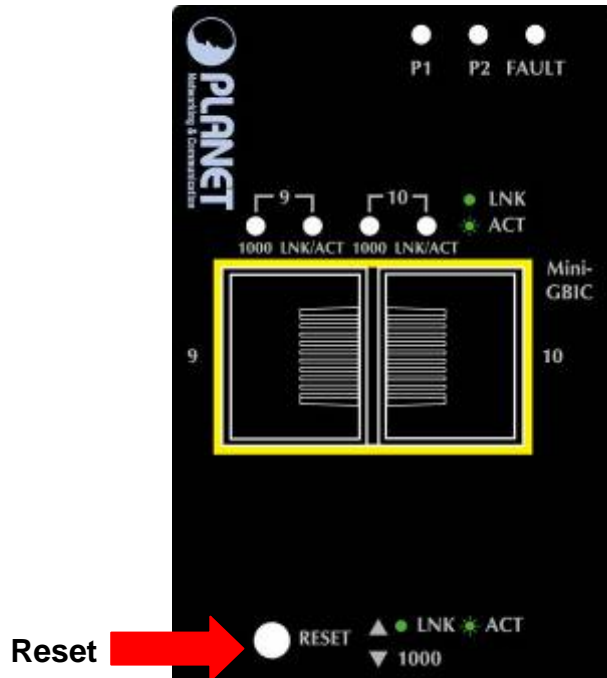 P1 P2 FAULT
PLANET
Networking & Communication
9 10 LNK
ACT
1000 LNK/ACT 1000 LNK/ACT
Mini-
GBIC
9 10
Reset RESET LNK ACT
1000